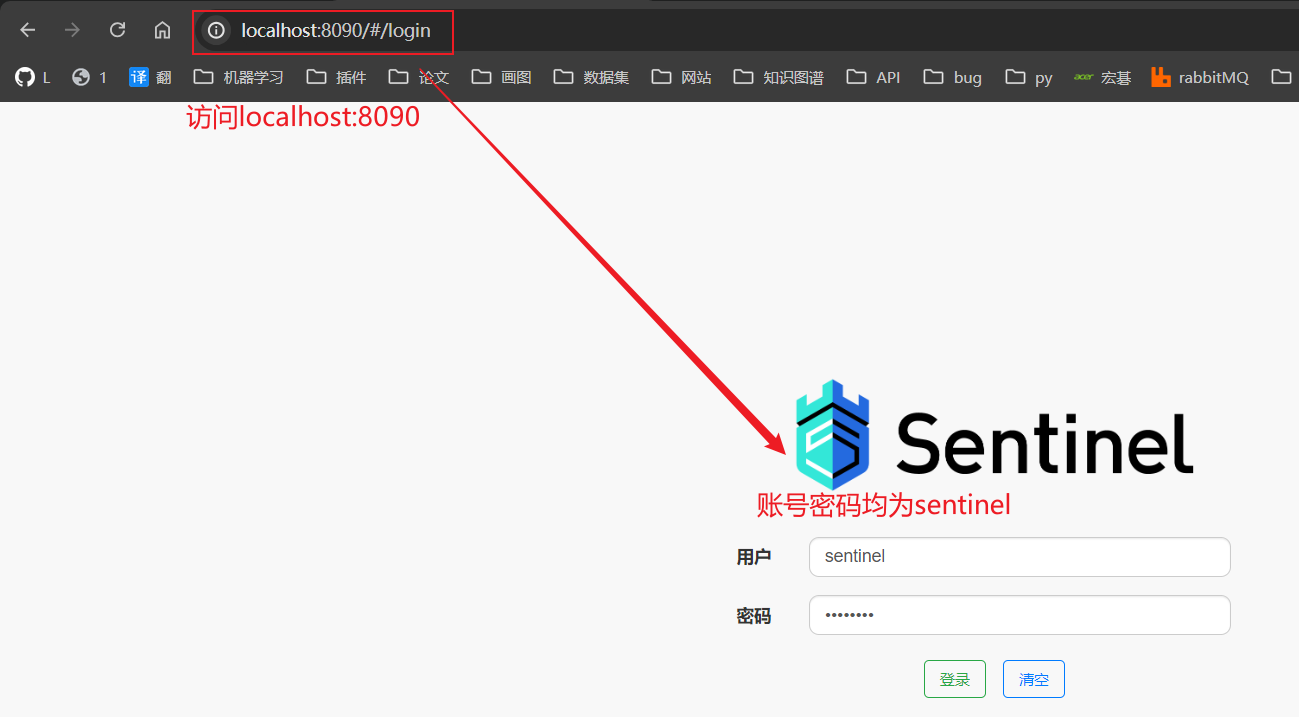 localhost:8090/#/login
L 1 译 翻 机器学习 插件 论文 画图 数据集 网站 知识图谱 API bug py acer 宏碁 rabbitMQ
访问localhost:8090
Sentinel
账号密码均为sentinel
用户 sentinel
密码 ••••••••
登录 清空